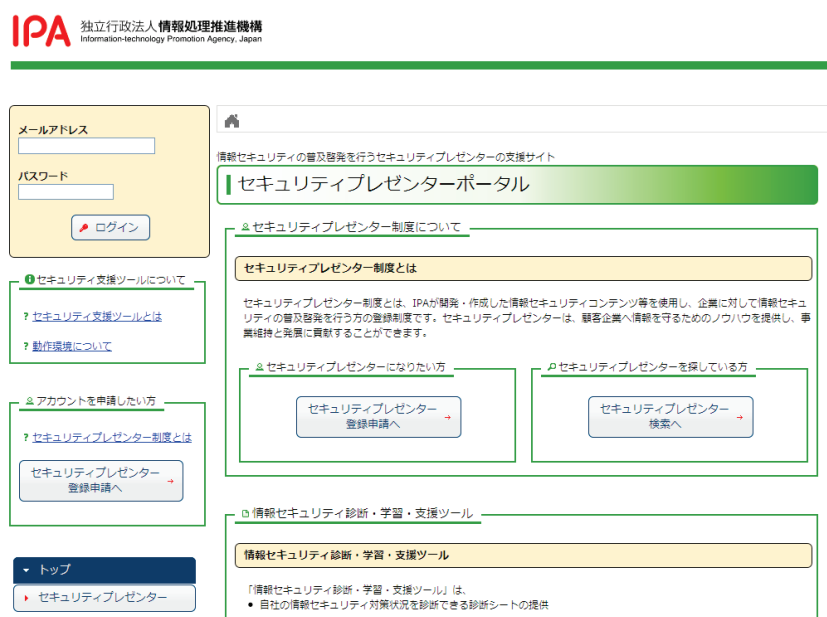 IPA
独立行政法人情報処理推進機構
Information-technology Promotion Agency, Japan
メールアドレス
パスワード
ログイン
セキュリティ支援ツールについて
? セキュリティ支援ツールとは
? 動作環境について
アカウントを申請したい方
? セキュリティプレゼンター制度とは
セキュリティプレゼンター
登録申請へ
トップ
セキュリティプレゼンター
情報セキュリティの普及啓発を行うセキュリティプレゼンターの支援サイト
セキュリティプレゼンターポータル
セキュリティプレゼンター制度について
セキュリティプレゼンター制度とは
セキュリティプレゼンター制度とは、IPAが開発・作成した情報セキュリティコンテンツ等を使用し、企業に対して情報セキュ
リティの普及啓発を行う方の登録制度です。セキュリティプレゼンターは、顧客企業へ情報を守るためのノウハウを提供し、事
業維持と発展に貢献することができます。
セキュリティプレゼンターになりたい方
セキュリティプレゼンター
登録申請へ
セキュリティプレゼンターを探している方
セキュリティプレゼンター
検索へ
情報セキュリティ診断・学習・支援ツール
情報セキュリティ診断・学習・支援ツール
「情報セキュリティ診断・学習・支援ツール」は、
• 自社の情報セキュリティ対策状況を診断できる診断シートの提供